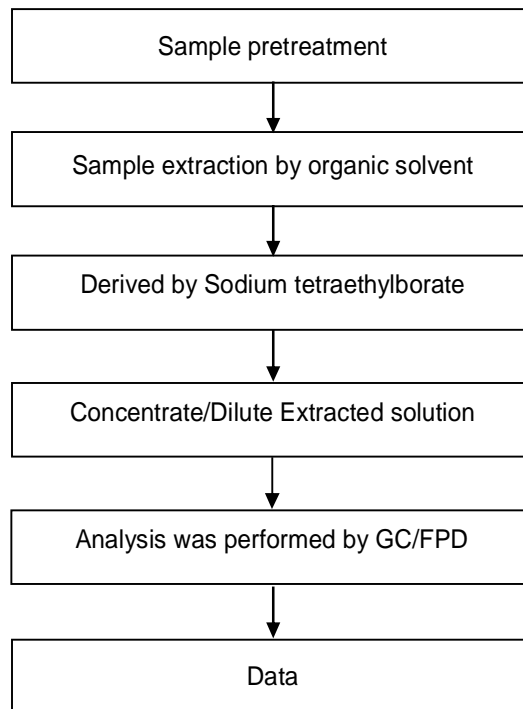 Sample pretreatment
Sample extraction by organic solvent
Derived by Sodium tetraethylborate
Concentrate/Dilute Extracted solution
Analysis was performed by GC/FPD
Data